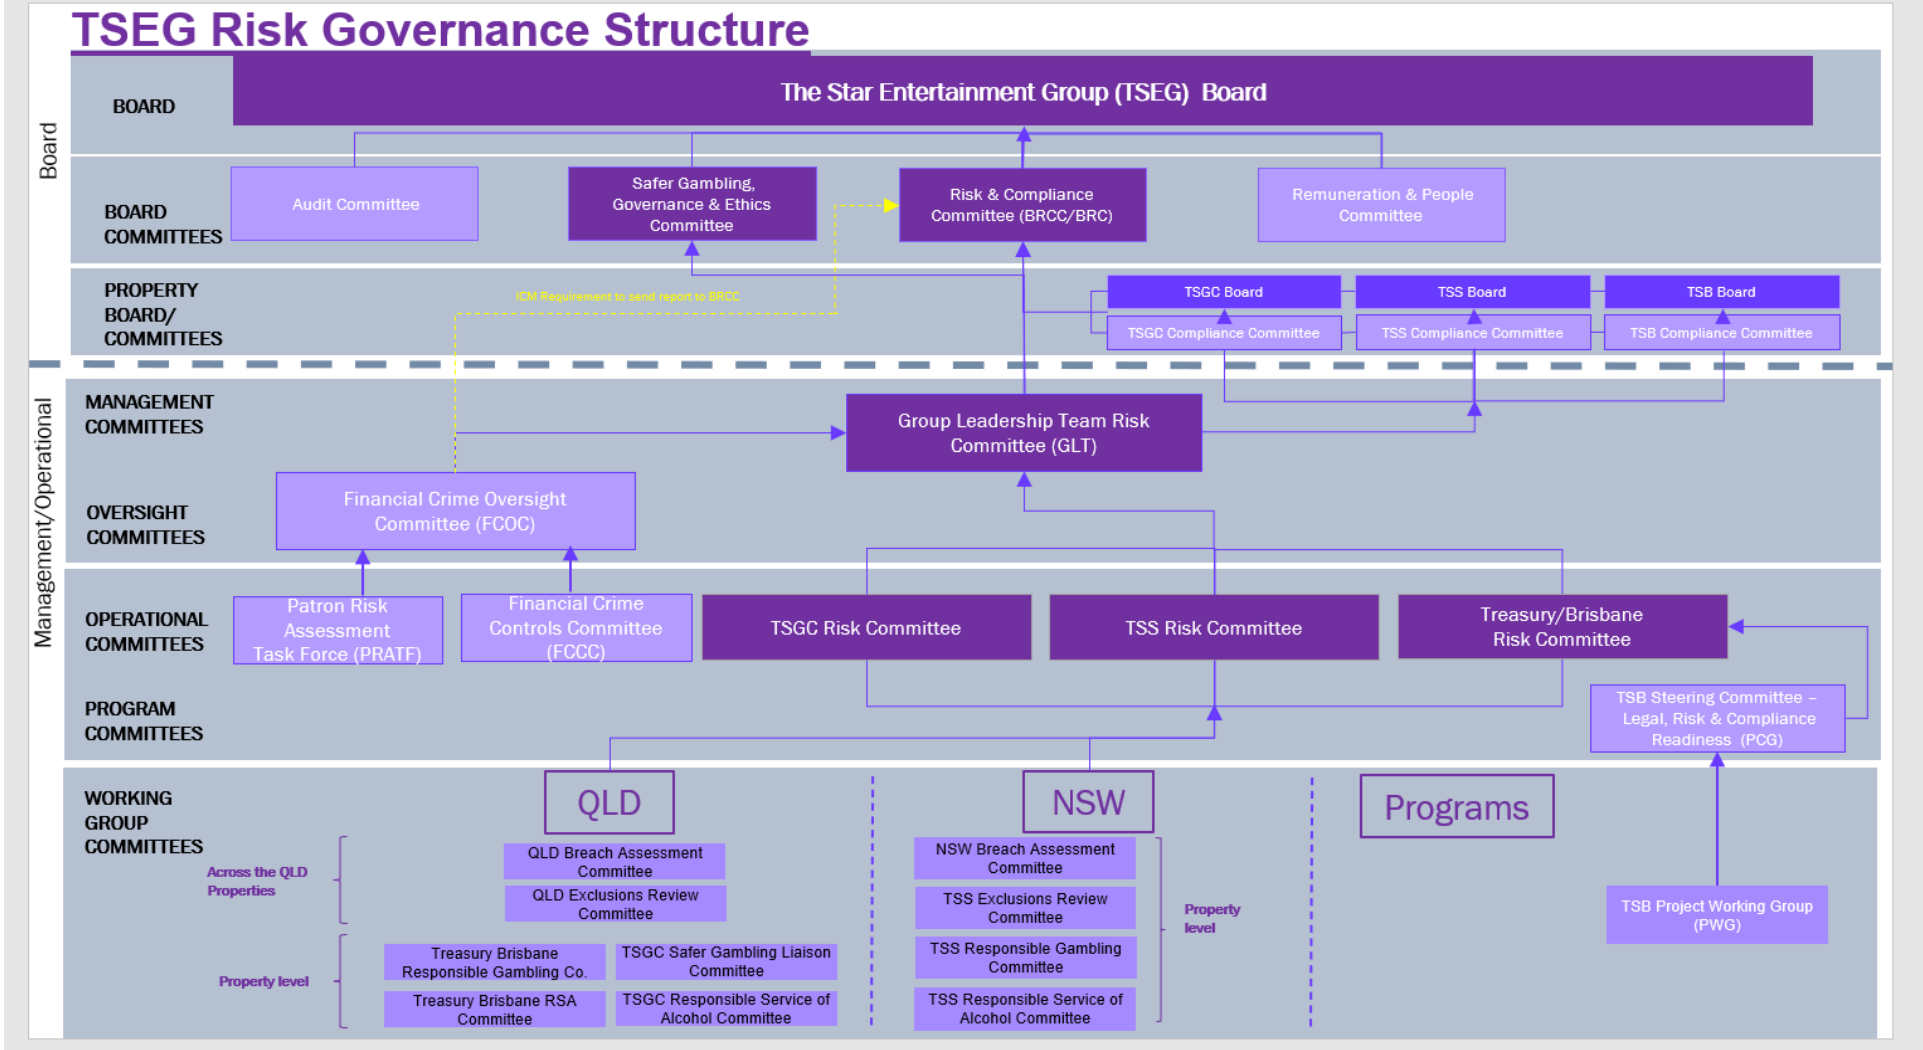 TSEG Risk Governance Structure
Board
BOARD
The Star Entertainment Group (TSEG)  Board
BOARD
COMMITTEES
Audit Committee
Safer Gambling,
Governance & Ethics
Committee
Risk & Compliance
Committee (BRCC/BRC)
Remuneration & People
Committee
PROPERTY
BOARD/
COMMITTEES
ICM Requirement to send report to BRCC
TSGC Board
TSS Board
TSB Board
TSGC Compliance Committee
TSS Compliance Committee
TSB Compliance Committee
Management/Operational
MANAGEMENT
COMMITTEES
Group Leadership Team Risk
Committee (GLT)
OVERSIGHT
COMMITTEES
Financial Crime Oversight
Committee (FCOC)
OPERATIONAL
COMMITTEES
Patron Risk
Assessment
Task Force (PRATF)
Financial Crime
Controls Committee
(FCCC)
TSGC Risk Committee
TSS Risk Committee
Treasury/Brisbane
Risk Committee
PROGRAM
COMMITTEES
TSB Steering Committee –
Legal, Risk & Compliance
Readiness  (PCG)
WORKING
GROUP
COMMITTEES
QLD
NSW
Programs
Across the QLD
Properties
QLD Breach Assessment
Committee
QLD Exclusions Review
Committee
Property level
Treasury Brisbane
Responsible Gambling Co.
TSGC Safer Gambling Liaison
Committee
Treasury Brisbane RSA
Committee
TSGC Responsible Service of
Alcohol Committee
NSW Breach Assessment
Committee
TSS Exclusions Review
Committee
TSS Responsible Gambling
Committee
TSS Responsible Service of
Alcohol Committee
Property
level
TSB Project Working Group
(PWG)